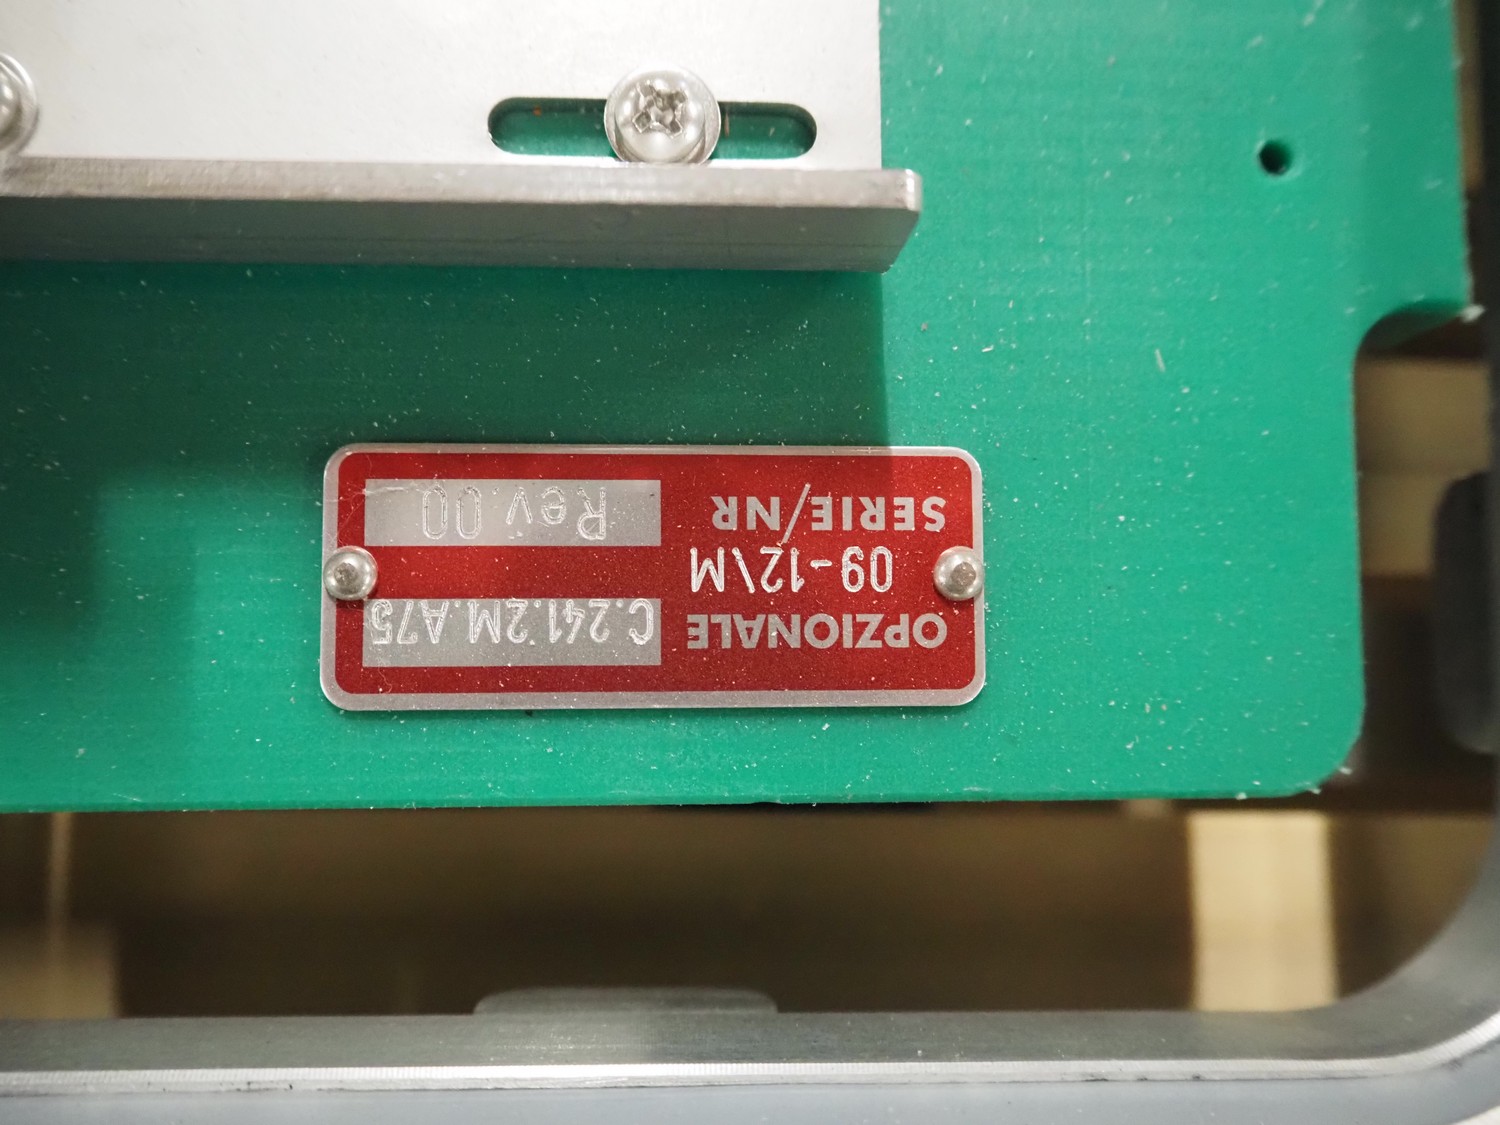 OPZIONALE C.241.2M.A75
09-12\M
SERIE/NR Rev 00